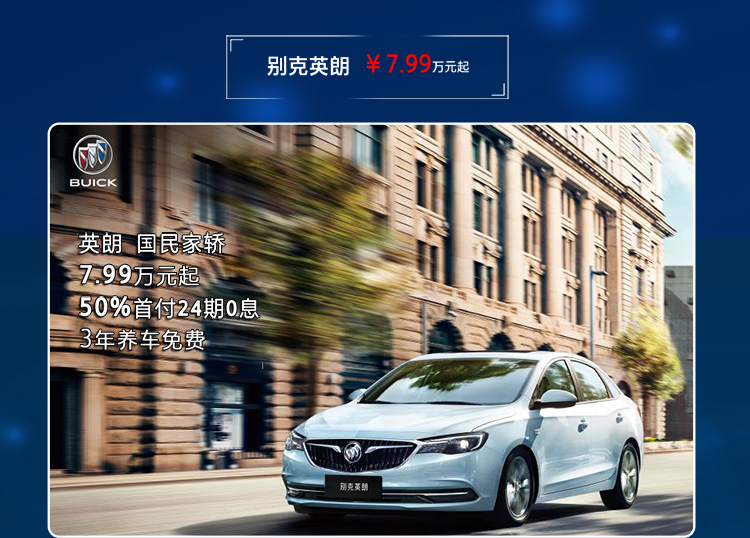 别克英朗 ￥7.99万元起
BUICK
英朗 国民家轿
7.99万元起
50%首付24期0息
3年养车免费
别克英朗